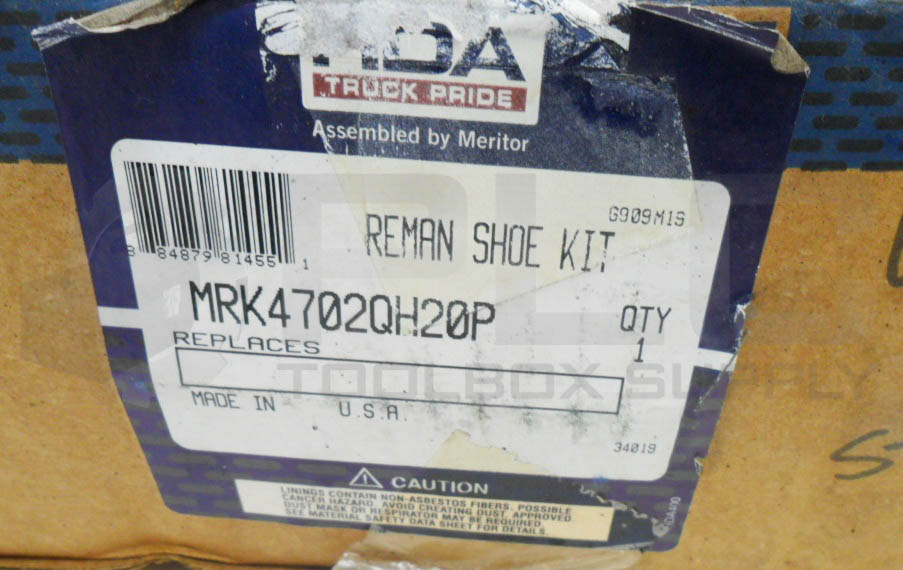 HDA
TRUCK PRIDE
Assembled by Meritor
G909M19
REMAN SHOE KIT
8 84879 81455 1
MRK4702QH20P
QTY
1
REPLACES
MADE IN U.S.A.
34019
PLC
TOOLBOX SUPPLY
CAUTION
LININGS CONTAIN NON-ASBESTOS FIBERS. POSSIBLE
CANCER HAZARD. AVOID CREATING DUST. APPROVED
DUST MASK OR RESPIRATOR MAY BE REQUIRED.
SEE MATERIAL SAFETY DATA SHEET FOR DETAILS.